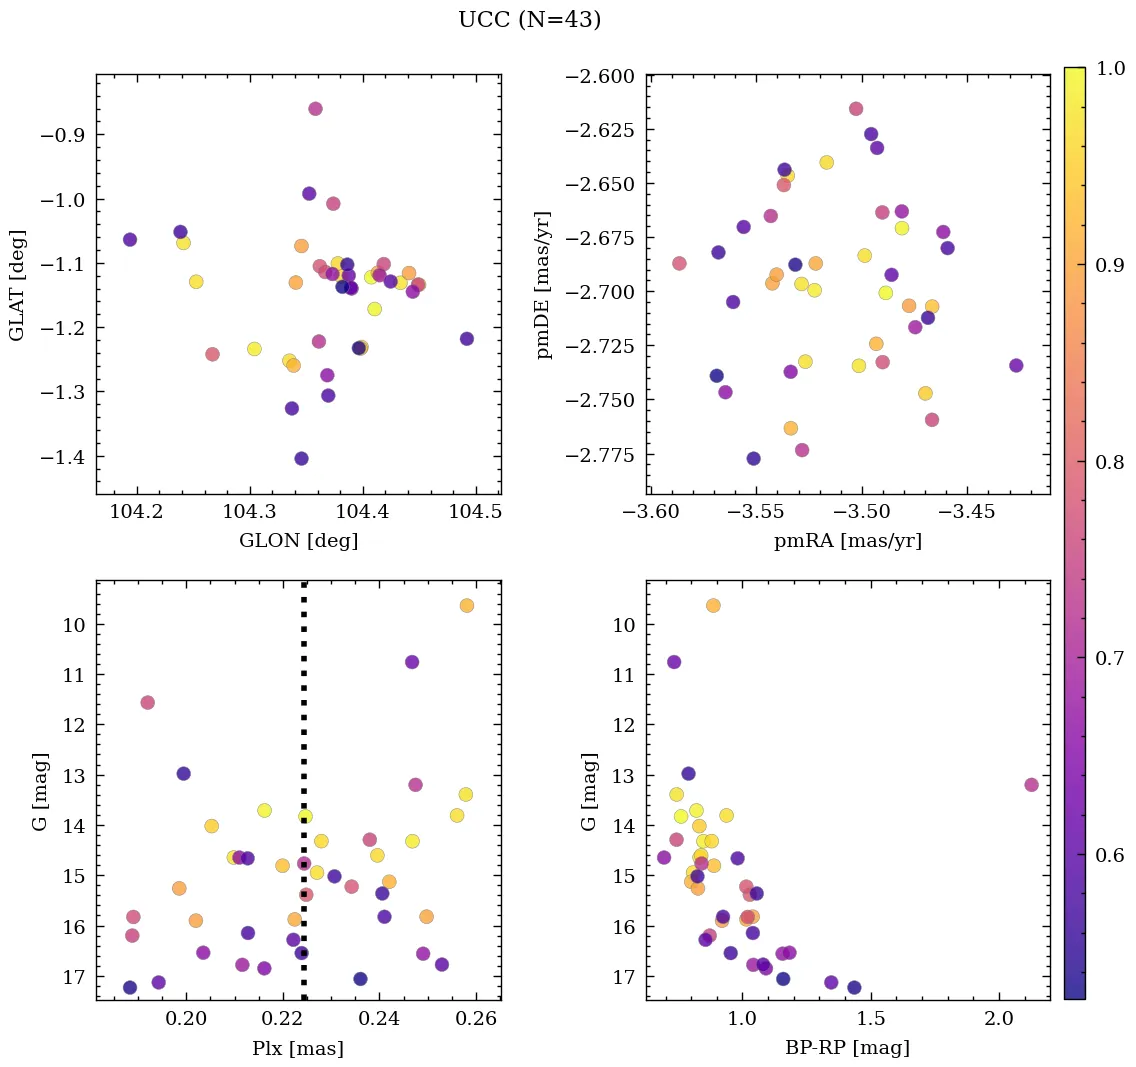 UCC (N=43)
−0.9
−1.0
−1.1
−1.2
−1.3
−1.4
GLAT [deg]
104.2 104.3 104.4 104.5
GLON [deg]
−2.600
−2.625
−2.650
−2.675
−2.700
−2.725
−2.750
−2.775
pmDE [mas/yr]
−3.60 −3.55 −3.50 −3.45
pmRA [mas/yr]
10
11
12
13
14
15
16
17
G [mag]
0.20 0.22 0.24 0.26
Plx [mas]
10
11
12
13
14
15
16
17
G [mag]
1.0 1.5 2.0
BP-RP [mag]
1.0
0.9
0.8
0.7
0.6